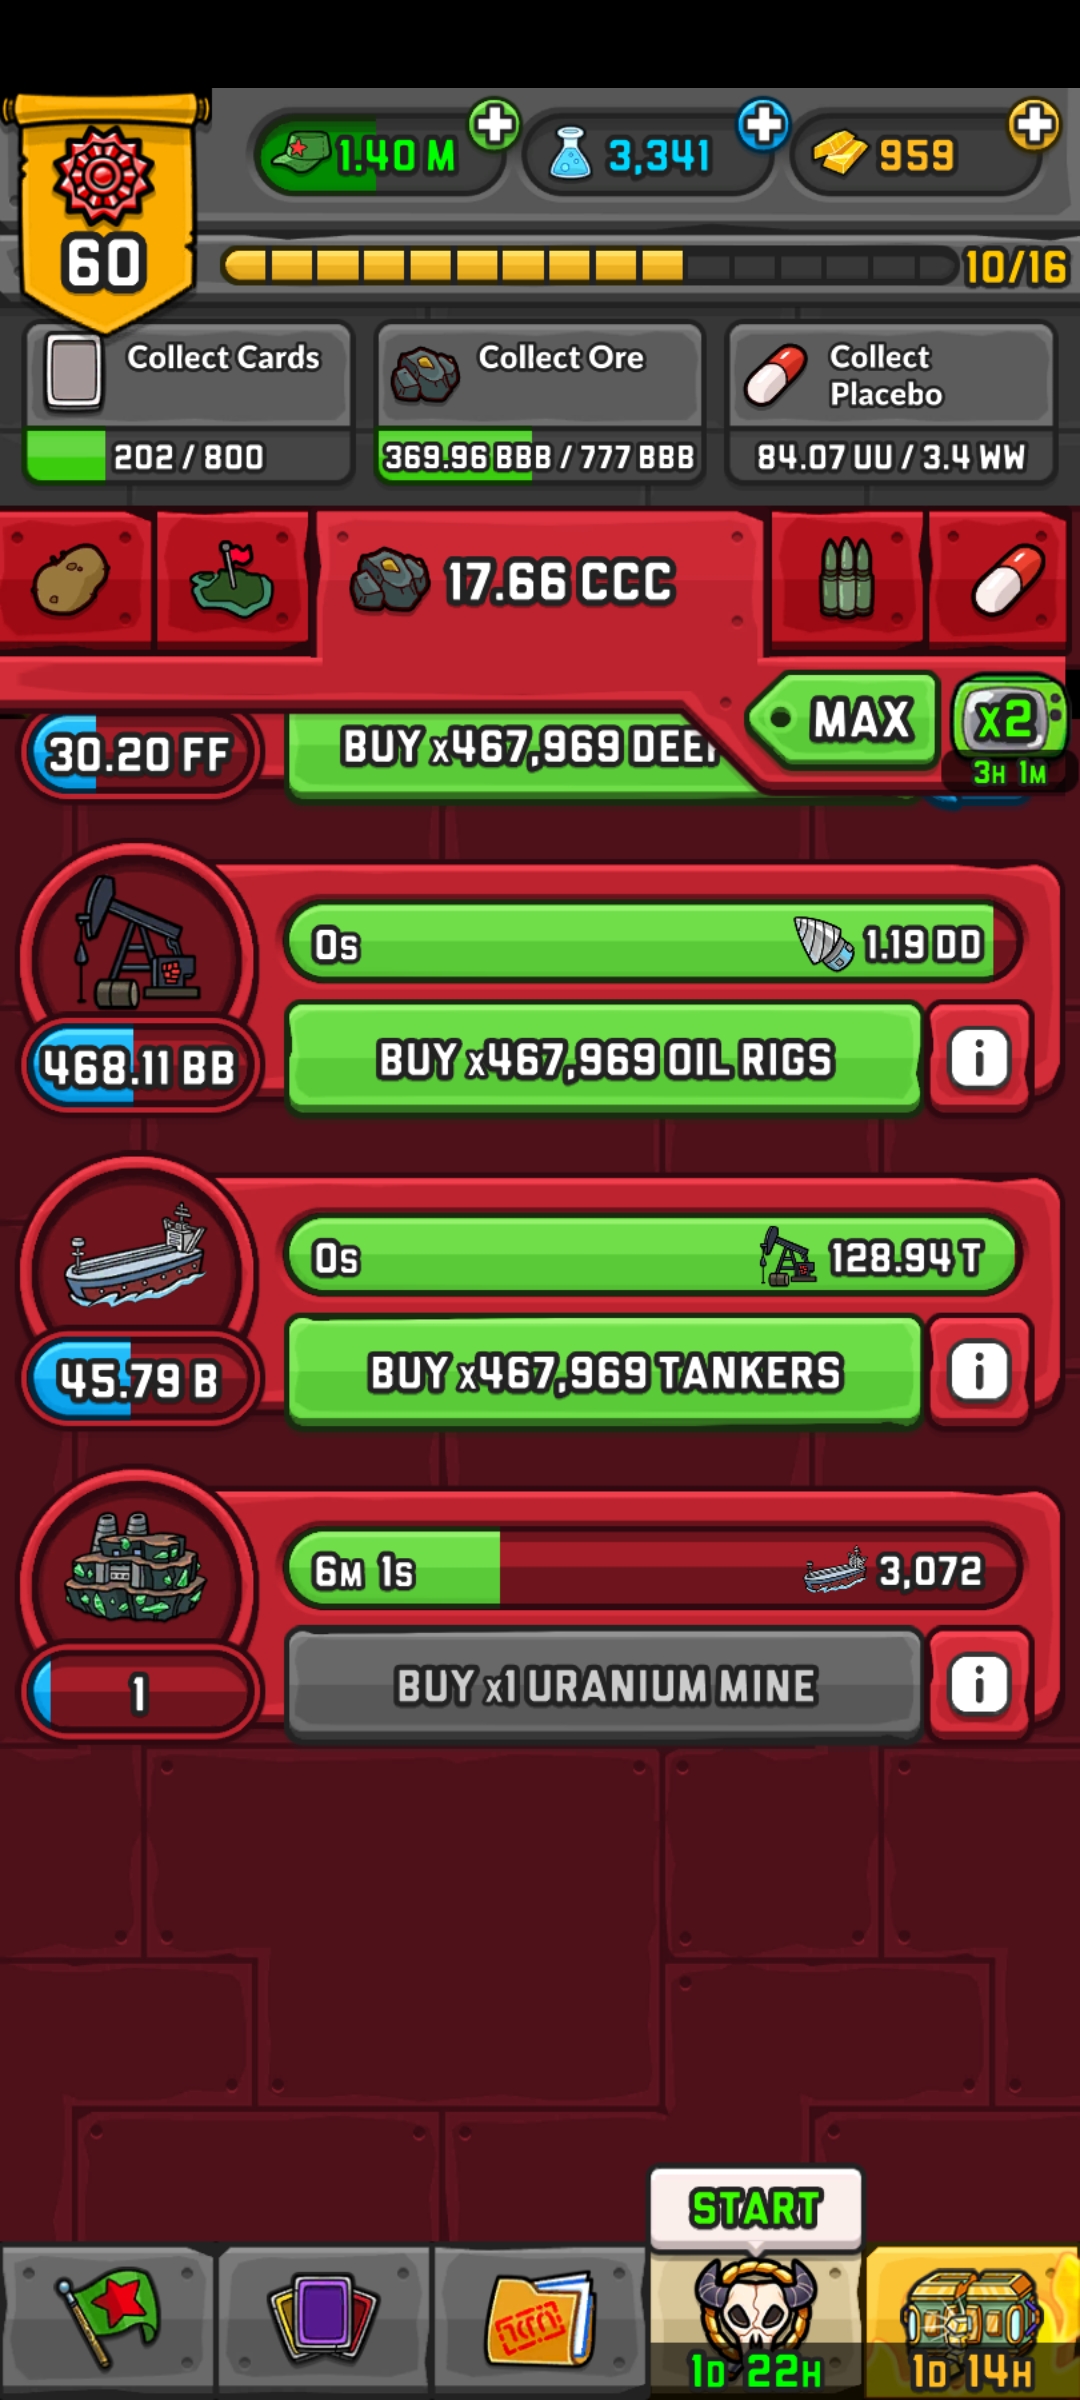 60
1.40 M
3,341
959
10/16
Collect Cards
202 / 800
Collect Ore
369.96 BBB / 777 BBB
Collect
Placebo
84.07 UU / 3.4 WW
17.66 CCC
MAX
x2
3H 1M
30.20 FF
BUY x467,969 DEEP
0s
1.19 DD
468.11 BB
BUY x467,969 OIL RIGS
i
0s
128.94 T
45.79 B
BUY x467,969 TANKERS
i
6M 1s
3,072
1
BUY x1 URANIUM MINE
i
START
1D 22H
1D 14H